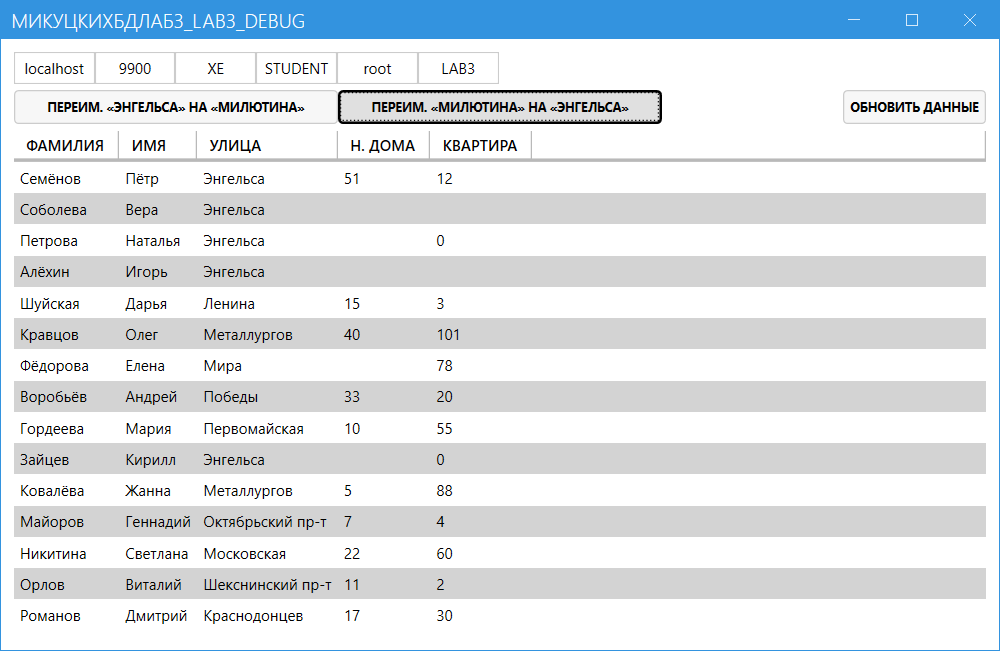 МИКУЦКИХБДЛАБ3_LAB3_DEBUG
localhost 9900 XE STUDENT root LAB3
ПЕРЕИМ. «ЭНГЕЛЬСА» НА «МИЛЮТИНА» ПЕРЕИМ. «МИЛЮТИНА» НА «ЭНГЕЛЬСА» ОБНОВИТЬ ДАННЫЕ
ФАМИЛИЯ ИМЯ УЛИЦА Н. ДОМА КВАРТИРА
Семёнов Пётр Энгельса 51 12
Соболева Вера Энгельса
Петрова Наталья Энгельса 0
Алёхин Игорь Энгельса
Шуйская Дарья Ленина 15 3
Кравцов Олег Металлургов 40 101
Фёдорова Елена Мира 78
Воробьёв Андрей Победы 33 20
Гордеева Мария Первомайская 10 55
Зайцев Кирилл Энгельса 0
Ковалёва Жанна Металлургов 5 88
Майоров Геннадий Октябрьский пр-т 7 4
Никитина Светлана Московская 22 60
Орлов Виталий Шекснинский пр-т 11 2
Романов Дмитрий Краснодонцев 17 30